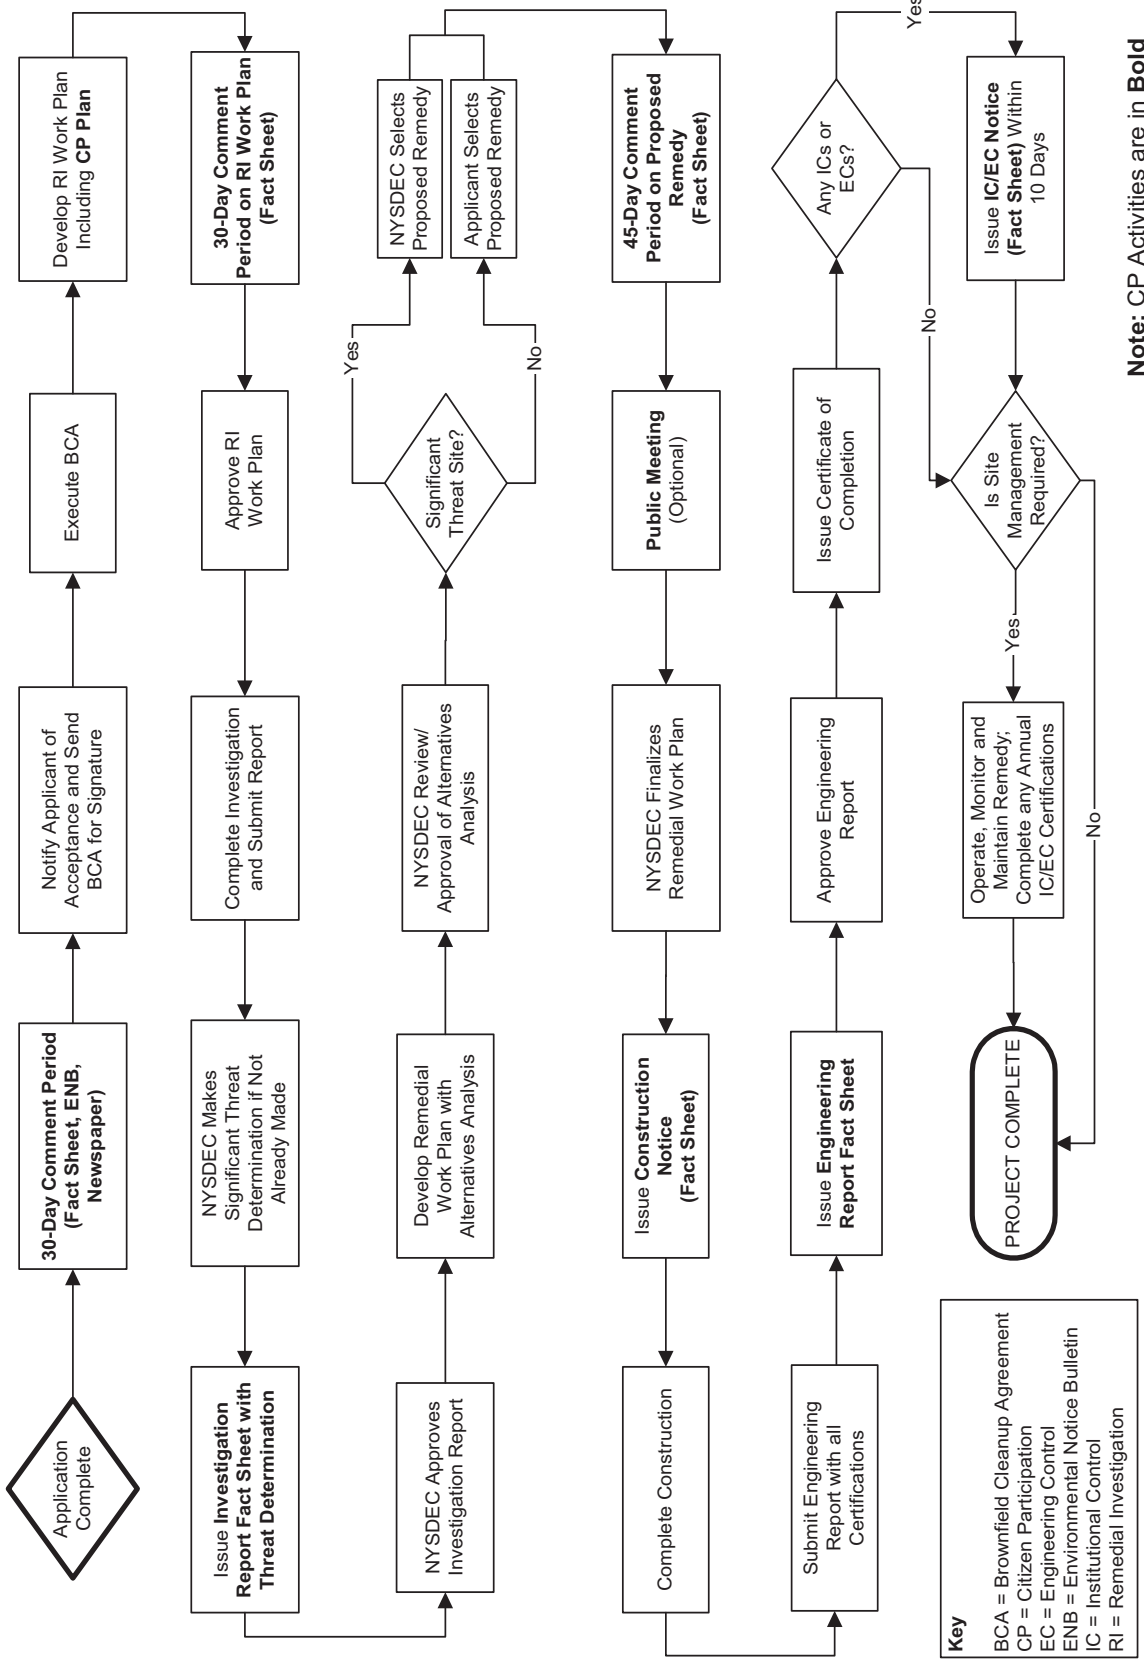 Application
Complete
30-Day Comment Period
(Fact Sheet, ENB,
Newspaper)
Notify Applicant of
Acceptance and Send
BCA for Signature
Execute BCA
Develop RI Work Plan
Including CP Plan
30-Day Comment
Period on RI Work Plan
(Fact Sheet)
Approve RI
Work Plan
Complete Investigation
and Submit Report
NYSDEC Makes
Significant Threat
Determination if Not
Already Made
Issue Investigation
Report Fact Sheet with
Threat Determination
NYSDEC Approves
Investigation Report
Develop Remedial
Work Plan with
Alternatives Analysis
NYSDEC Review/
Approval of Alternatives
Analysis
Significant
Threat Site?
Yes
No
NYSDEC Selects
Proposed Remedy
Applicant Selects
Proposed Remedy
45-Day Comment
Period on Proposed
Remedy
(Fact Sheet)
Public Meeting
(Optional)
NYSDEC Finalizes
Remedial Work Plan
Issue Construction
Notice
(Fact Sheet)
Complete Construction
Submit Engineering
Report with all
Certifications
Issue Engineering
Report Fact Sheet
Approve Engineering
Report
Issue Certificate of
Completion
Any ICs or
ECs?
Yes
No
Issue IC/EC Notice
(Fact Sheet) Within
10 Days
Is Site
Management
Required?
Yes
No
Operate, Monitor and
Maintain Remedy;
Complete any Annual
IC/EC Certifications
PROJECT COMPLETE
Key
BCA = Brownfield Cleanup Agreement
CP = Citizen Participation
EC = Engineering Control
ENB = Environmental Notice Bulletin
IC = Institutional Control
RI = Remedial Investigation
Note: CP Activities are in Bold